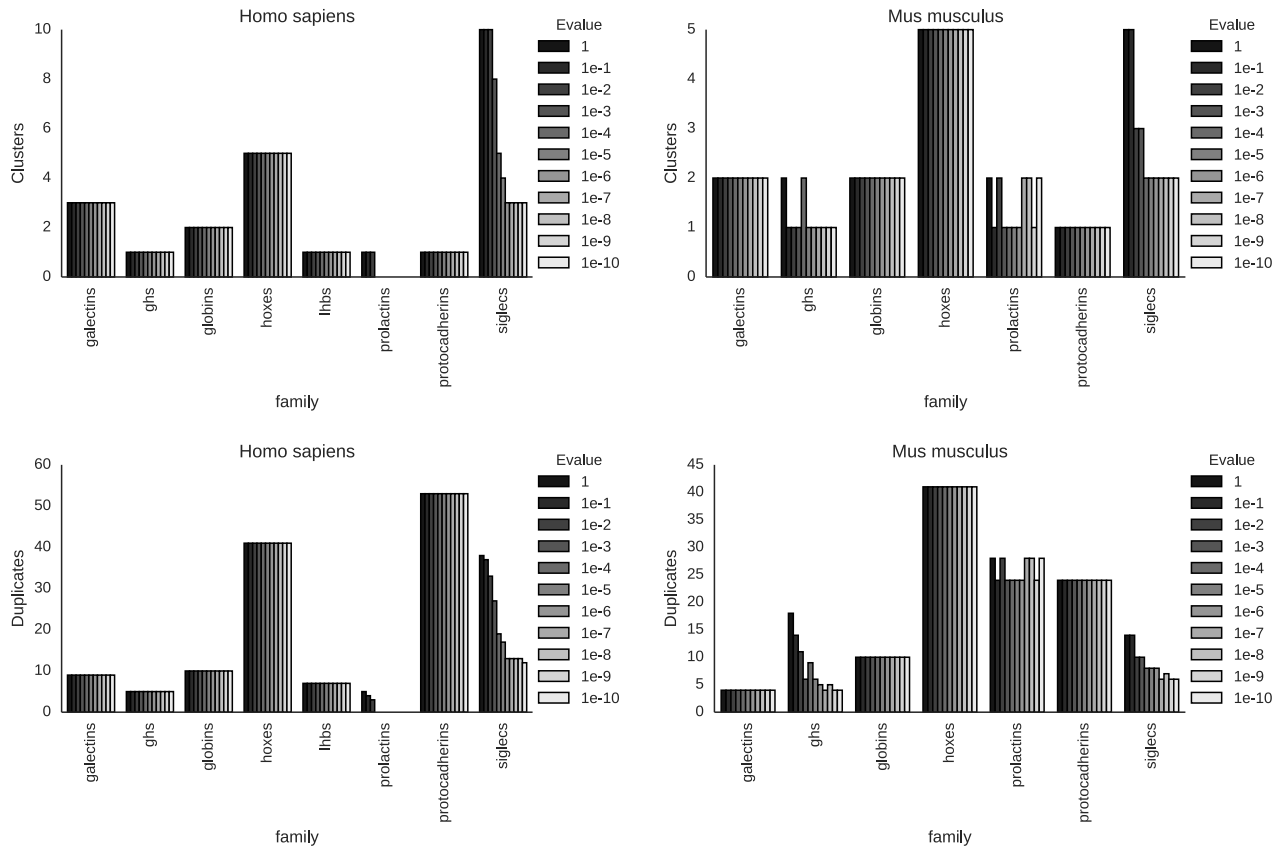 Homo sapiens
Clusters
10
8
6
4
2
0
galectins
ghs
globins
hoxes
lhbs
prolactins
protocadherins
siglecs
family
Evalue
1
1e-1
1e-2
1e-3
1e-4
1e-5
1e-6
1e-7
1e-8
1e-9
1e-10
Mus musculus
Clusters
5
4
3
2
1
0
galectins
ghs
globins
hoxes
prolactins
protocadherins
siglecs
family
Evalue
1
1e-1
1e-2
1e-3
1e-4
1e-5
1e-6
1e-7
1e-8
1e-9
1e-10
Homo sapiens
Duplicates
60
50
40
30
20
10
0
galectins
ghs
globins
hoxes
lhbs
prolactins
protocadherins
siglecs
family
Evalue
1
1e-1
1e-2
1e-3
1e-4
1e-5
1e-6
1e-7
1e-8
1e-9
1e-10
Mus musculus
Duplicates
45
40
35
30
25
20
15
10
5
0
galectins
ghs
globins
hoxes
prolactins
protocadherins
siglecs
family
Evalue
1
1e-1
1e-2
1e-3
1e-4
1e-5
1e-6
1e-7
1e-8
1e-9
1e-10